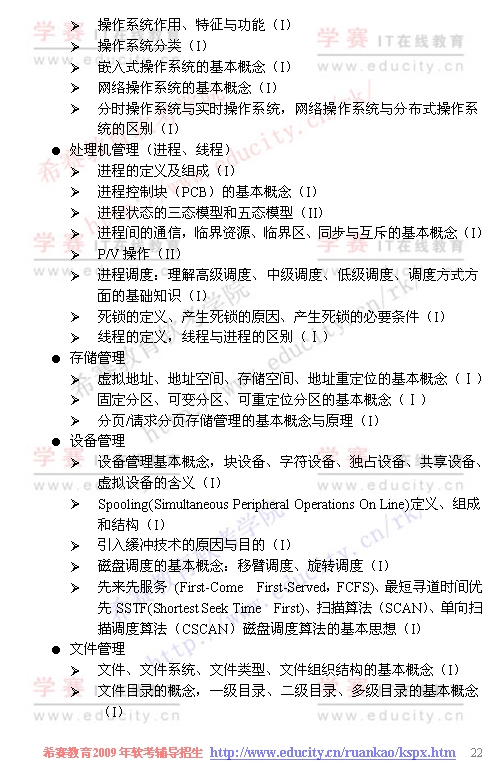 ➢ 操作系统作用、特征与功能（I）
➢ 操作系统分类（I）
➢ 嵌入式操作系统的基本概念（I）
➢ 网络操作系统的基本概念（I）
➢ 分时操作系统与实时操作系统，网络操作系统与分布式操作系
统的区别（I）
● 处理机管理（进程、线程）
➢ 进程的定义及组成（I）
➢ 进程控制块（PCB）的基本概念（I）
➢ 进程状态的三态模型和五态模型（II）
➢ 进程间的通信，临界资源、临界区、同步与互斥的基本概念（I）
➢ P/V 操作（II）
➢ 进程调度：理解高级调度、中级调度、低级调度、调度方式方
面的基础知识（I）
➢ 死锁的定义、产生死锁的原因、产生死锁的必要条件（I）
➢ 线程的定义，线程与进程的区别（I）
● 存储管理
➢ 虚拟地址、地址空间、存储空间、地址重定位的基本概念（I）
➢ 固定分区、可变分区、可重定位分区的基本概念（I）
➢ 分页/请求分页存储管理的基本概念与原理（I）
● 设备管理
➢ 设备管理基本概念，块设备、字符设备、独占设备、共享设备、
虚拟设备的含义（I）
➢ Spooling(Simultaneous Peripheral Operations On Line)定义、组成
和结构（I）
➢ 引入缓冲技术的原因与目的（I）
➢ 磁盘调度的基本概念：移臂调度、旋转调度（I）
➢ 先来先服务 (First-Come First-Served，FCFS)、最短寻道时间优
先 SSTF(Shortest Seek Time First)、扫描算法（SCAN）、单向扫
描调度算法（CSCAN）磁盘调度算法的基本思想（I）
● 文件管理
➢ 文件、文件系统、文件类型、文件组织结构的基本概念（I）
➢ 文件目录的概念，一级目录、二级目录、多级目录的基本概念
（I）
希赛教育2009 年软考辅导招生 http://www.educity.cn/ruankao/kspx.htm 22
学赛 IT在线教育
www.educity.cn